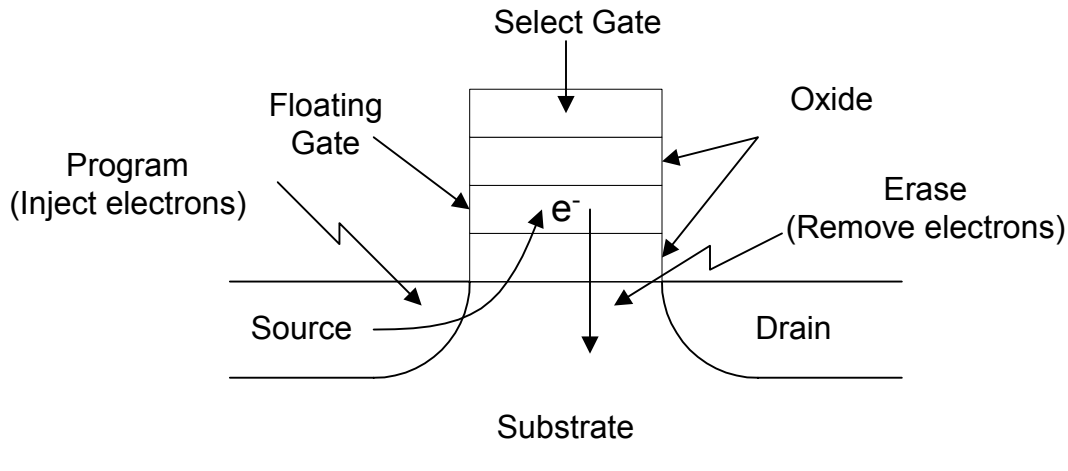 Select Gate
Floating
Gate
Oxide
Program
(Inject electrons)
Erase
(Remove electrons)
e-
Source
Drain
Substrate